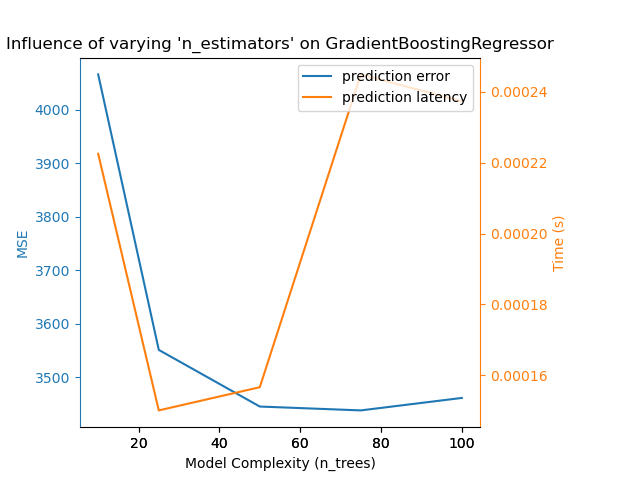 Influence of varying 'n_estimators' on GradientBoostingRegressor
prediction error
prediction latency
4000
3900
3800
3700
3600
3500
MSE
0.00024
0.00022
0.00020
0.00018
0.00016
Time (s)
20 40 60 80 100
Model Complexity (n_trees)